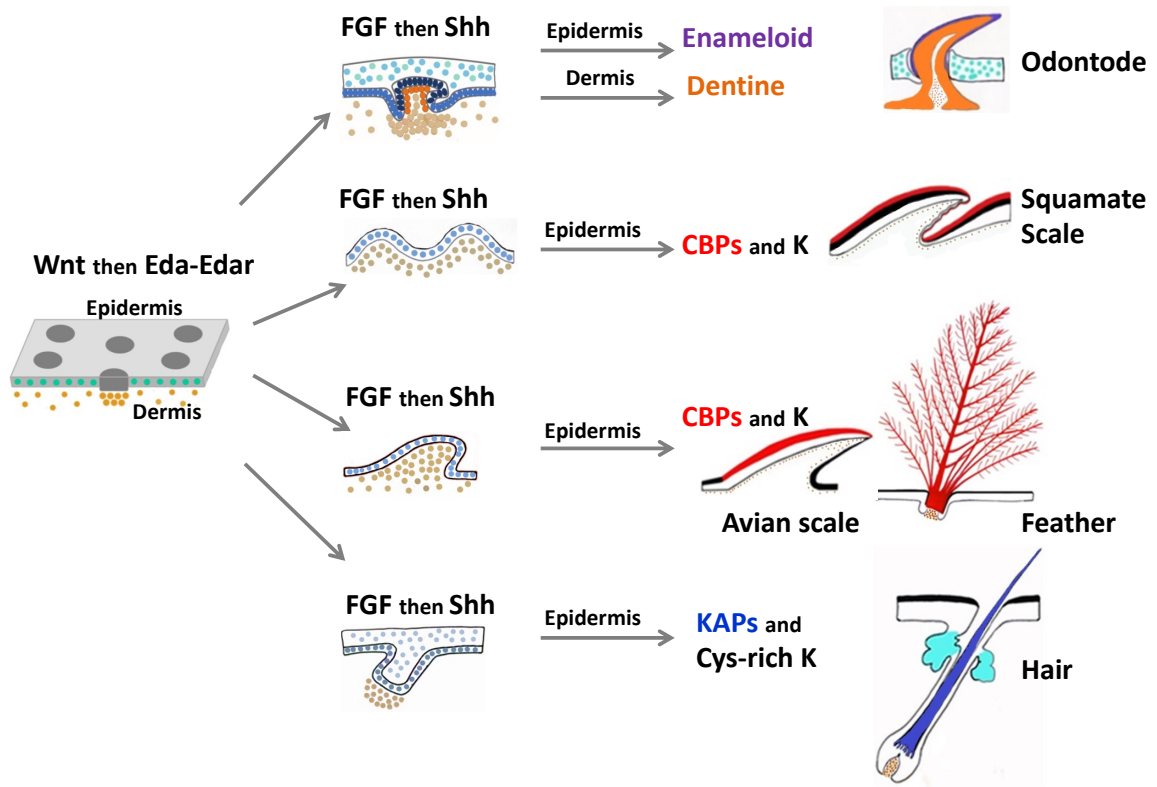 FGF then Shh
Epidermis
Enameloid
Dermis
Dentine
Odontode
FGF then Shh
Epidermis
CBPs and K
Squamate
Scale
Wnt then Eda-Edar
Epidermis
Dermis
FGF then Shh
Epidermis
CBPs and K
Avian scale
Feather
FGF then Shh
Epidermis
KAPs and
Cys-rich K
Hair